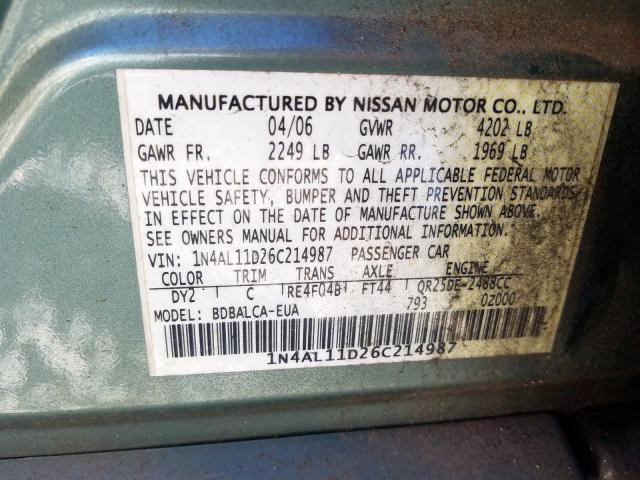 MANUFACTURED BY NISSAN MOTOR CO., LTD.
DATE 04/06 GVWR 4202 LB
GAWR FR. 2249 LB GAWR RR. 1969 LB
THIS VEHICLE CONFORMS TO ALL APPLICABLE FEDERAL MOTOR
VEHICLE SAFETY, BUMPER AND THEFT PREVENTION STANDARDS
IN EFFECT ON THE DATE OF MANUFACTURE SHOWN ABOVE.
SEE OWNERS MANUAL FOR ADDITIONAL INFORMATION.
VIN: 1N4AL11D26C214987 PASSENGER CAR
COLOR TRIM TRANS AXLE ENGINE
DY2 C RE4F04B FT44 QR25DE-2488CC
MODEL: BDBALCA-EUA 793 0Z000
1N4AL11D26C214987